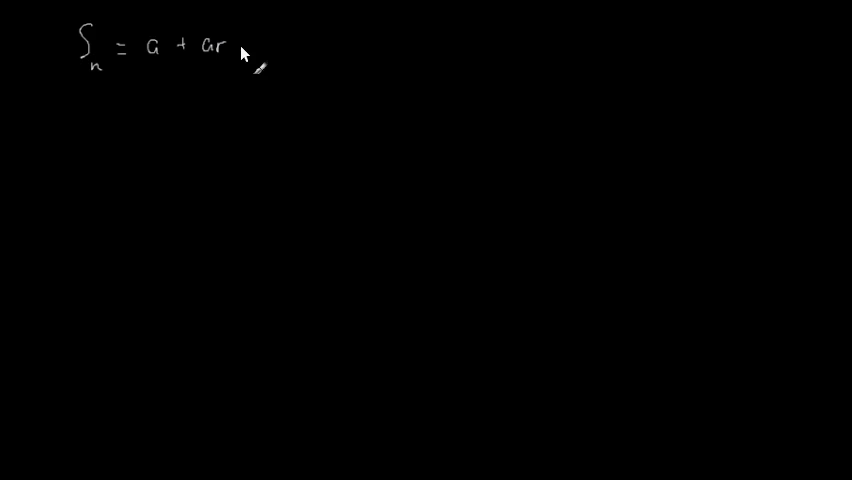 Sₙ = a + ar